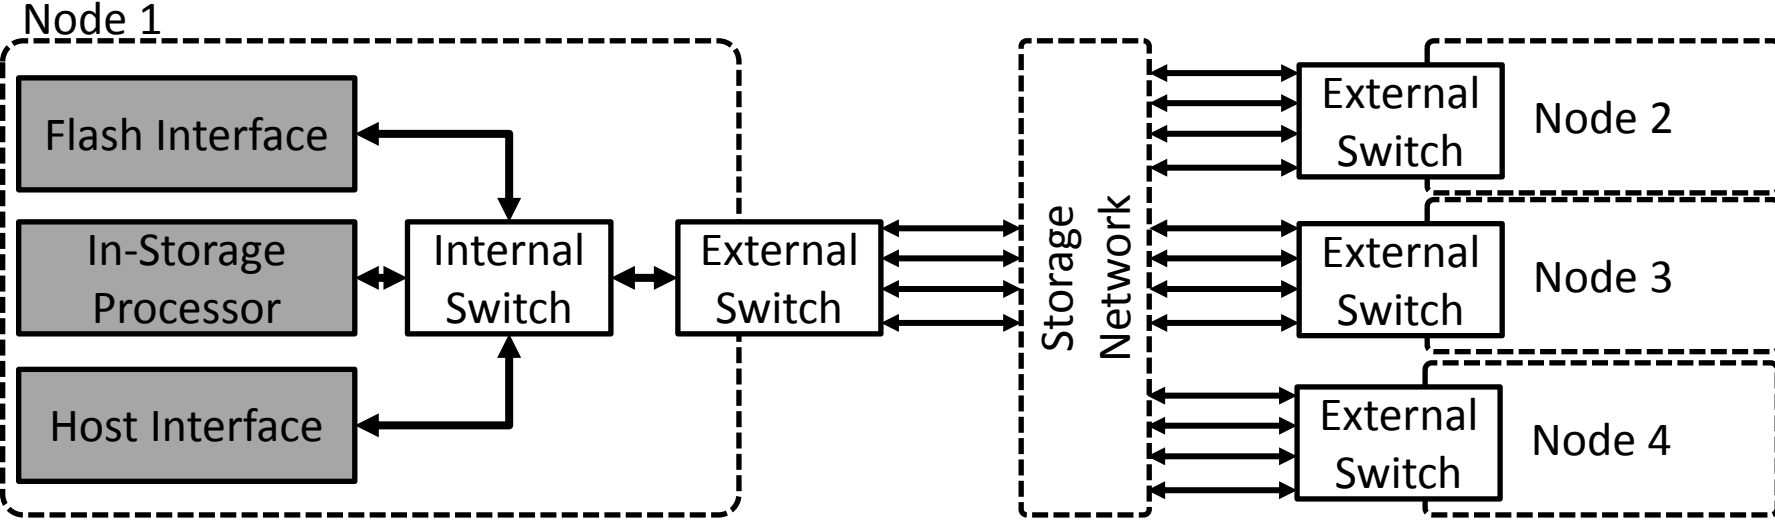 Node 1
Flash Interface
In-Storage
Processor
Host Interface
Internal
Switch
External
Switch
Storage
Network
External
Switch
Node 2
External
Switch
Node 3
External
Switch
Node 4